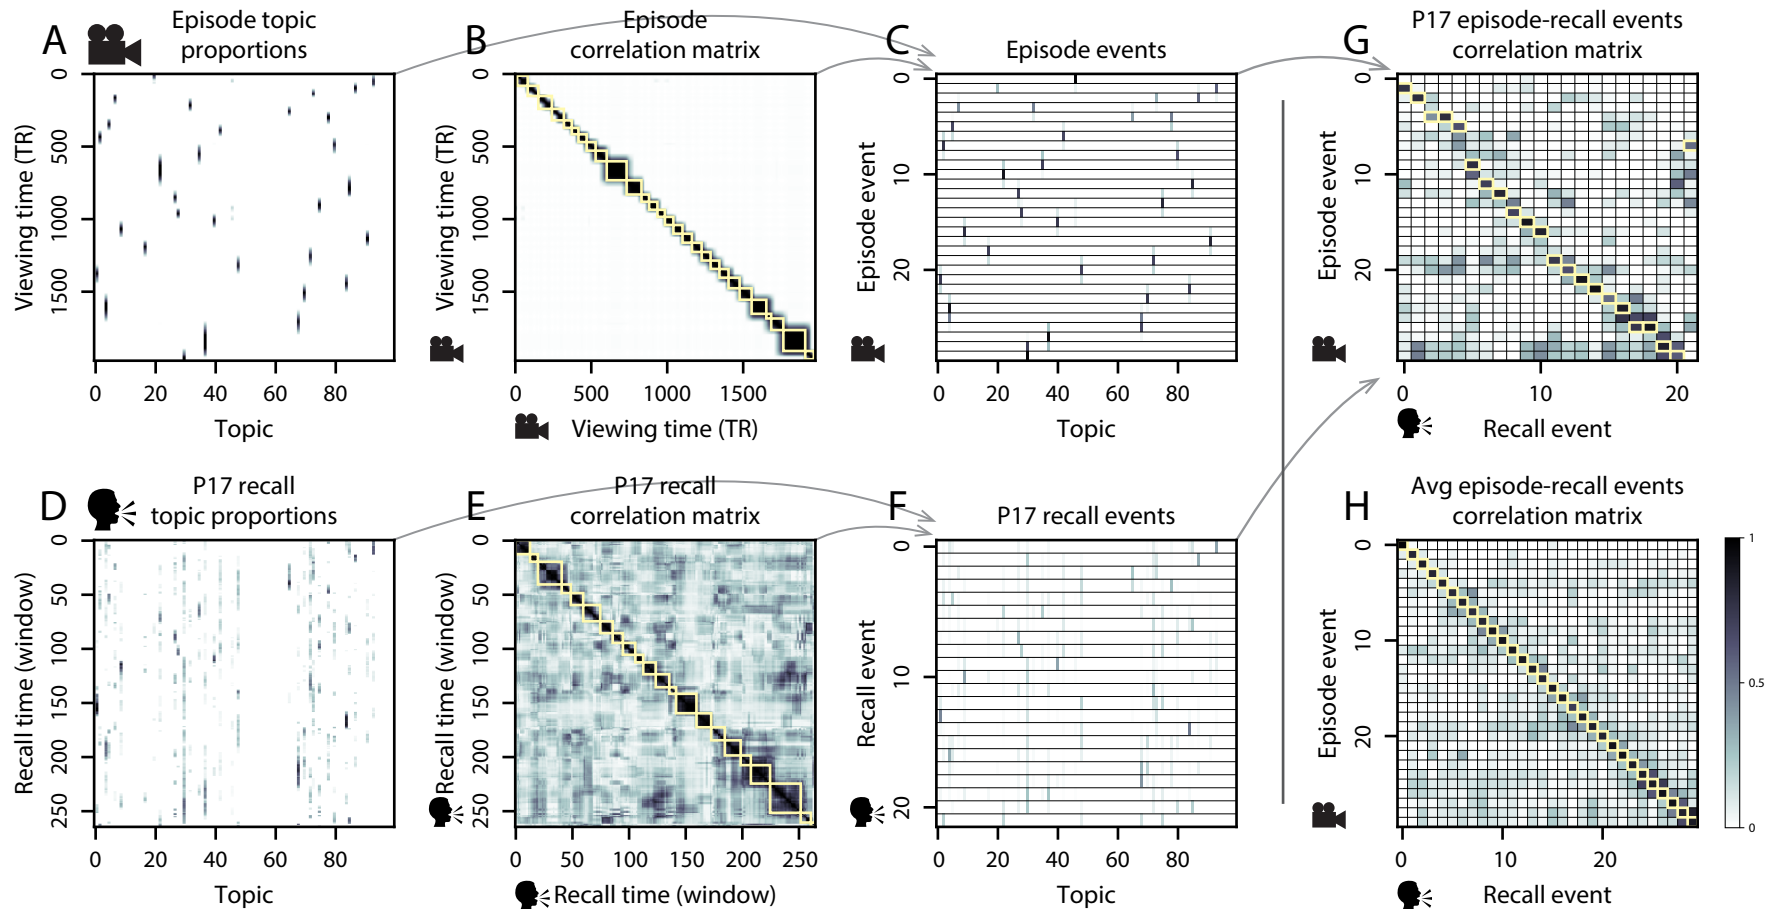 A
Episode topic
proportions
0
500
1000
1500
Viewing time (TR)
0 20 40 60 80
Topic
B
Episode
correlation matrix
0
500
1000
1500
Viewing time (TR)
0 500 1000 1500
Viewing time (TR)
C
Episode events
0
10
20
Episode event
0 20 40 60 80
Topic
G
P17 episode-recall events
correlation matrix
0
10
20
Episode event
0 10 20
Recall event
D
P17 recall
topic proportions
0
50
100
150
200
250
Recall time (window)
0 20 40 60 80
Topic
E
P17 recall
correlation matrix
0
50
100
150
200
250
Recall time (window)
0 50 100 150 200 250
Recall time (window)
F
P17 recall events
0
10
20
Recall event
0 20 40 60 80
Topic
H
Avg episode-recall events
correlation matrix
0
10
20
Episode event
0 10 20
Recall event
1
0.5
0